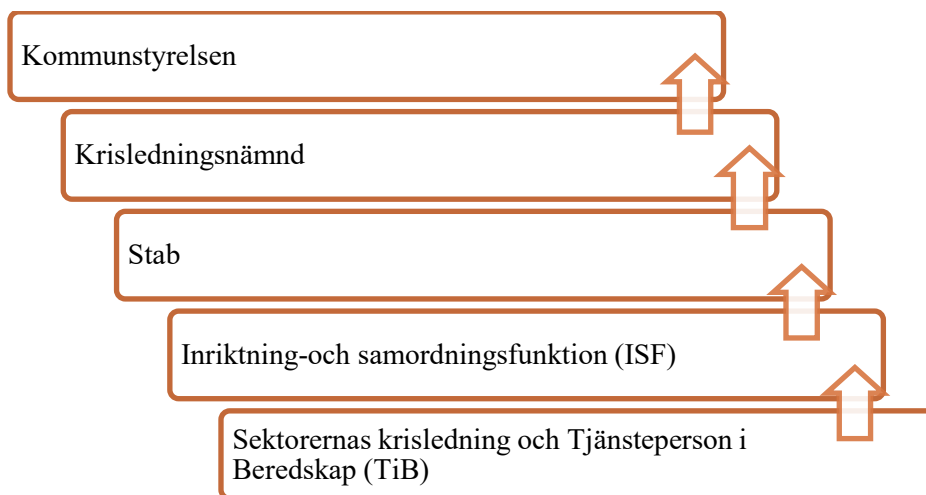 Kommunstyrelsen
Krisledningsnämnd
Stab
Inriktning-och samordningsfunktion (ISF)
Sektorernas krisledning och Tjänsteperson i
Beredskap (TiB)